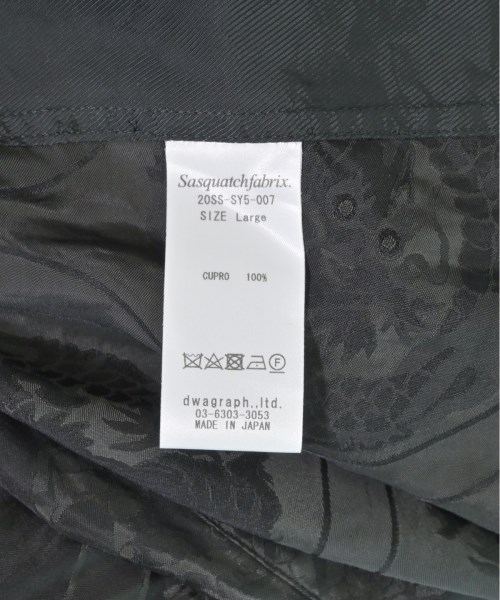 Sasquatchfabrix.
20SS-SY5-007
SIZE Large
CUPRO 100%
dwagraph.,ltd.
03-6303-3053
MADE IN JAPAN